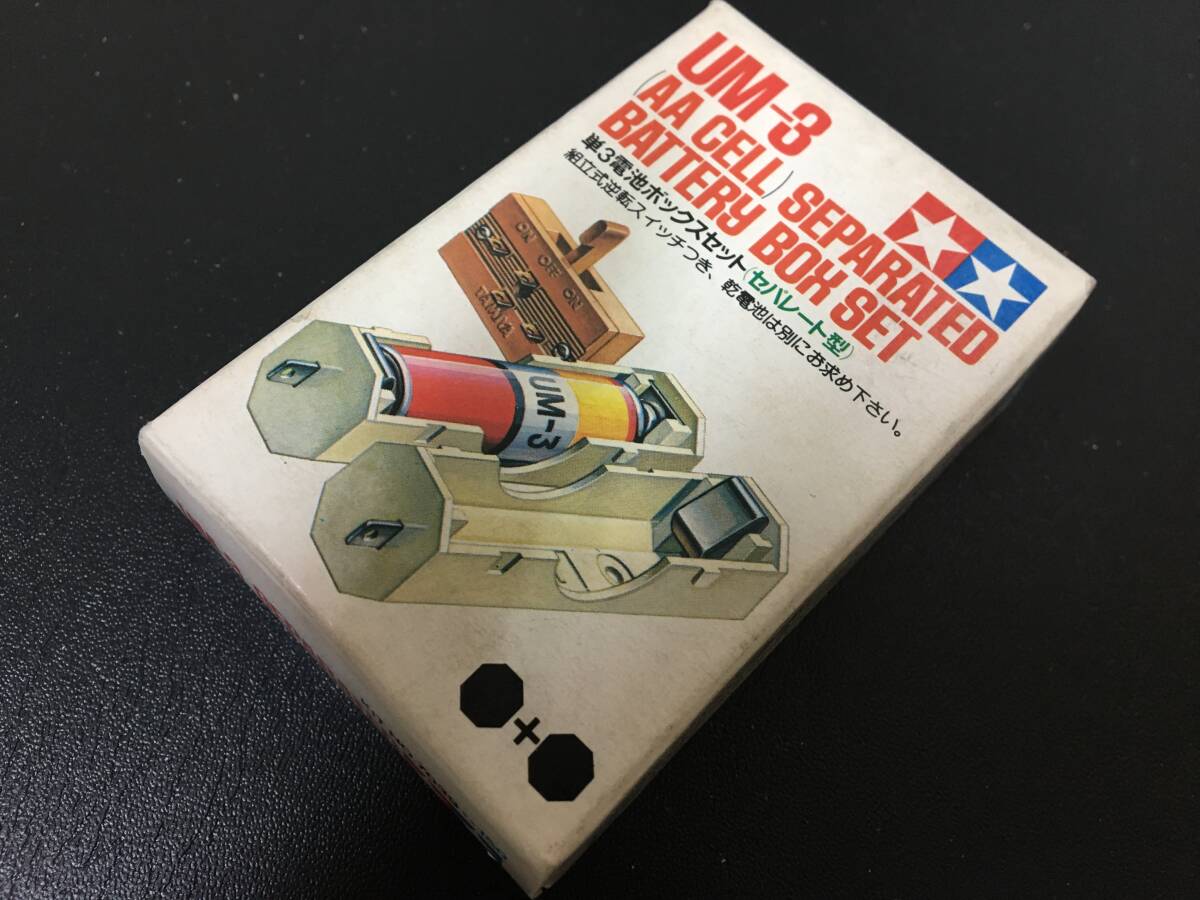 UM-3
(AA CELL) SEPARATED
BATTERY BOX SET
単3電池ボックスセット(セパレート型)
組立式逆転スイッチつき、乾電池は別にお求め下さい。
ON OFF ON
TAMIYA
UM-3
+